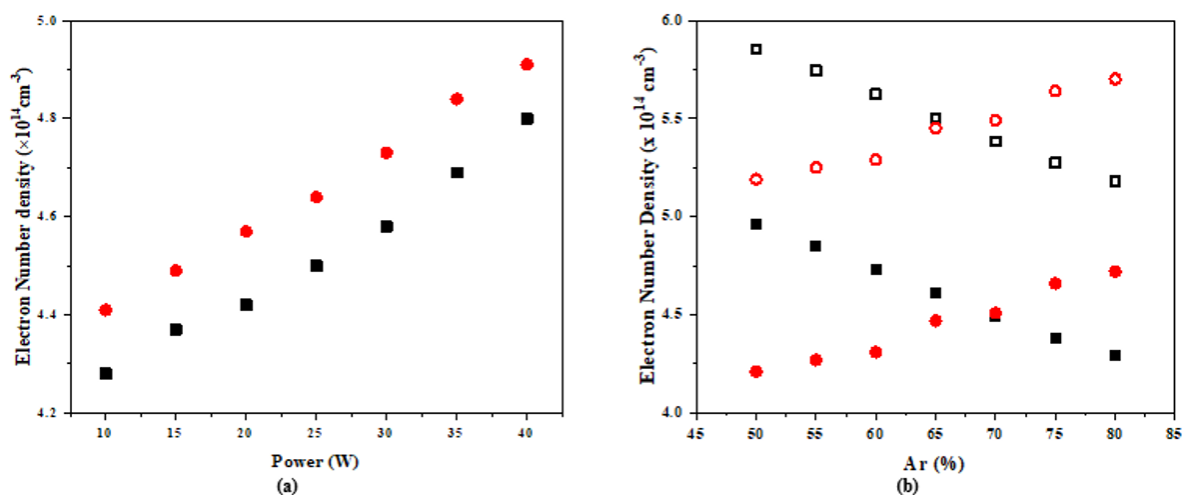 5.0
4.8
4.6
4.4
4.2
Electron Number density (×10¹⁴cm⁻³)
10 15 20 25 30 35 40
Power (W)
(a)
6.0
5.5
5.0
4.5
4.0
Electron Number Density (x 10¹⁴ cm⁻³)
45 50 55 60 65 70 75 80 85
Ar (%)
(b)